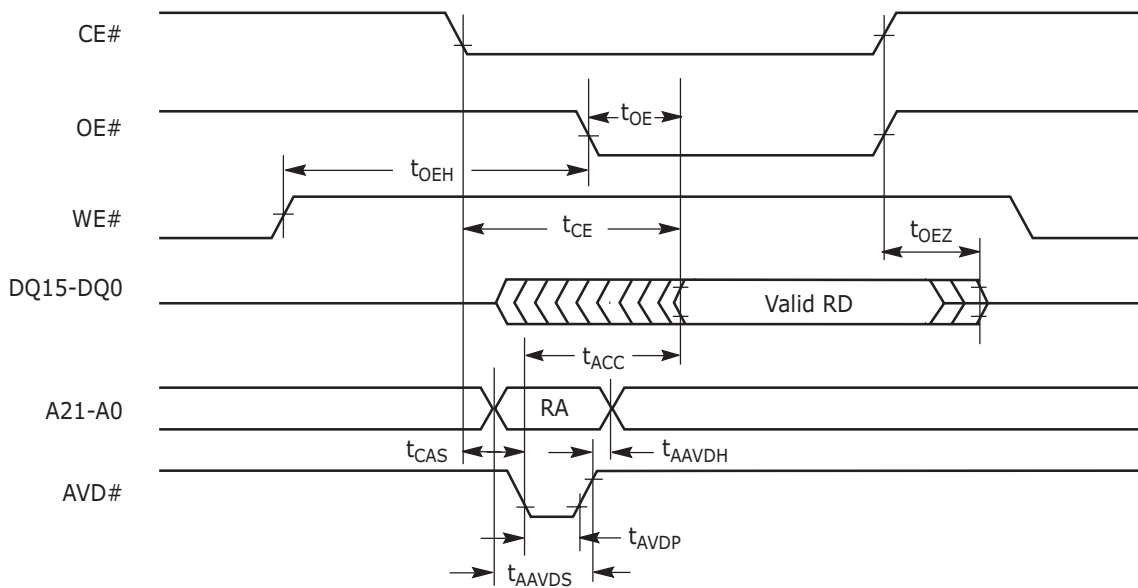 CE#
OE#
tOE
tOEH
WE#
tCE
tOEZ
DQ15-DQ0
Valid RD
tACC
A21-A0
RA
tCAS
tAAVDH
AVD#
tAVDP
tAAVDS